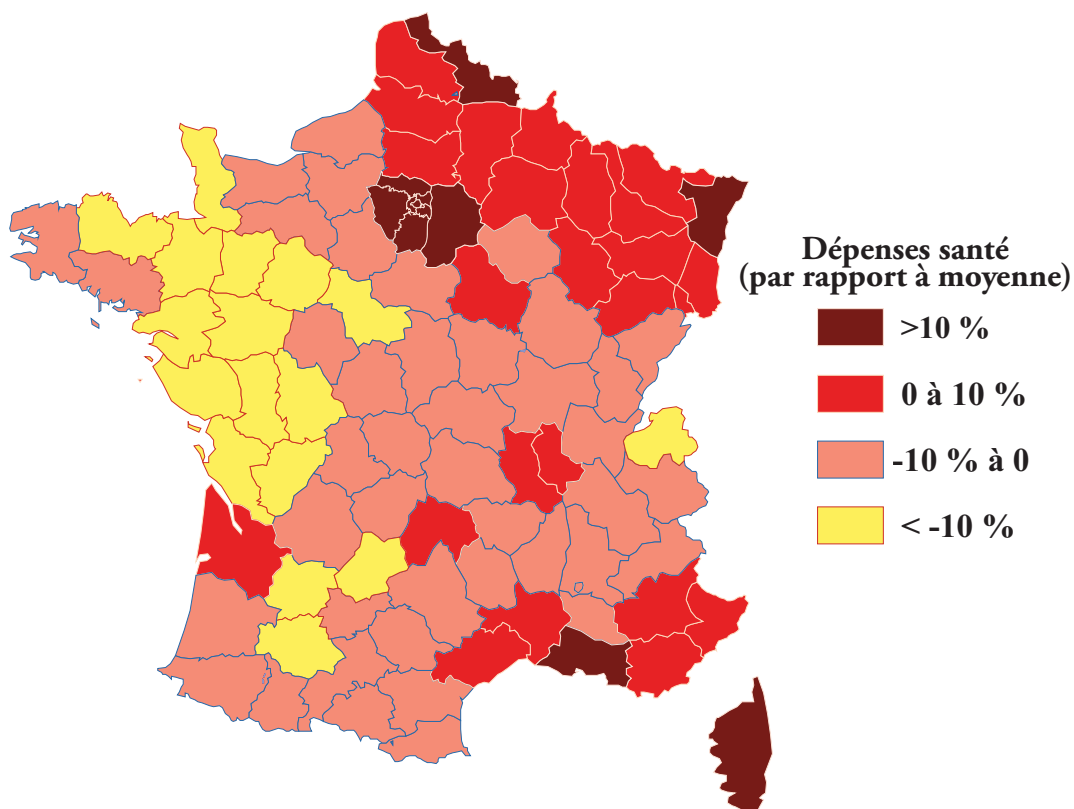 Dépenses santé
(par rapport à moyenne)
>10 %
0 à 10 %
-10 % à 0
< -10 %